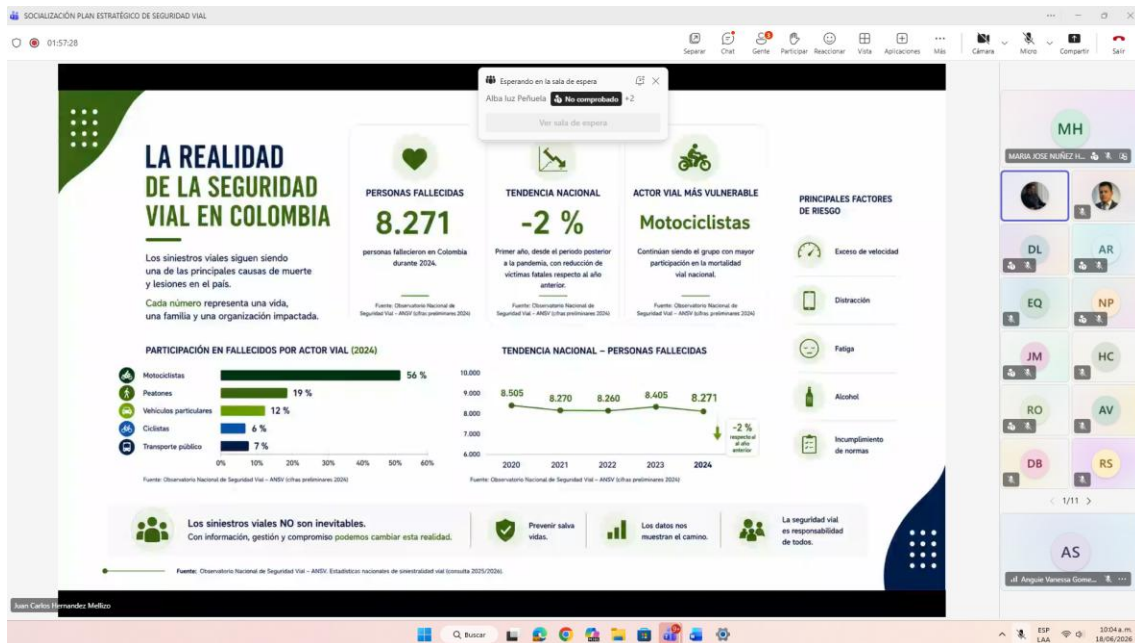 SOCIALIZACIÓN PLAN ESTRATÉGICO DE SEGURIDAD VIAL
01:57:28
Separar
Chat
Gente
Participar
Reaccionar
Vista
Aplicaciones
Más
Cámara
Micro
Compartir
Salir
Esperando en la sala de espera
Alba luz Peñuela No comprobado +2
Ver sala de espera
LA REALIDAD
DE LA SEGURIDAD
VIAL EN COLOMBIA
Los siniestros viales siguen siendo
una de las principales causas de muerte
y lesiones en el país.
Cada número representa una vida,
una familia y una organización impactada.
PERSONAS FALLECIDAS
8.271
personas fallecieron en Colombia
durante 2024.
Fuente: Observatorio Nacional de
Seguridad Vial – ANSV (cifras preliminares 2024)
TENDENCIA NACIONAL
-2 %
Primer año, desde el periodo posterior
a la pandemia, con reducción de
víctimas fatales respecto al año
anterior.
Fuente: Observatorio Nacional de
Seguridad Vial – ANSV (cifras preliminares 2024)
ACTOR VIAL MÁS VULNERABLE
Motociclistas
Continúan siendo el grupo con mayor
participación en la mortalidad
vial nacional.
Fuente: Observatorio Nacional de
Seguridad Vial – ANSV (cifras preliminares 2024)
PRINCIPALES FACTORES
DE RIESGO
Exceso de velocidad
Distracción
Fatiga
Alcohol
Incumplimiento
de normas
PARTICIPACIÓN EN FALLECIDOS POR ACTOR VIAL (2024)
Motociclistas 56 %
Peatones 19 %
Vehículos particulares 12 %
Ciclistas 6 %
Transporte público 7 %
0% 10% 20% 30% 40% 50% 60%
Fuente: Observatorio Nacional de Seguridad Vial – ANSV (cifras preliminares 2024)
TENDENCIA NACIONAL – PERSONAS FALLECIDAS
10.000
9.000
8.000
7.000
6.000
8.505 8.270 8.260 8.405 8.271
-2 %
respecto al
al año
anterior
2020 2021 2022 2023 2024
Fuente: Observatorio Nacional de Seguridad Vial – ANSV (cifras preliminares 2024)
Los siniestros viales NO son inevitables.
Con información, gestión y compromiso podemos cambiar esta realidad.
Prevenir salva
vidas.
Los datos nos
muestran el camino.
La seguridad vial
es responsabilidad
de todos.
Fuente: Observatorio Nacional de Seguridad Vial – ANSV. Estadísticas nacionales de siniestralidad vial (consulta 2025/2026).
Juan Carlos Hernandez Mellizo
MH
MARIA JOSE NUÑEZ H...
DL
AR
EQ
NP
JM
HC
RO
AV
DB
RS
1/11
AS
Anguie Vanessa Gome...
Buscar
ESP
LAA
10:04 a.m.
18/06/2026